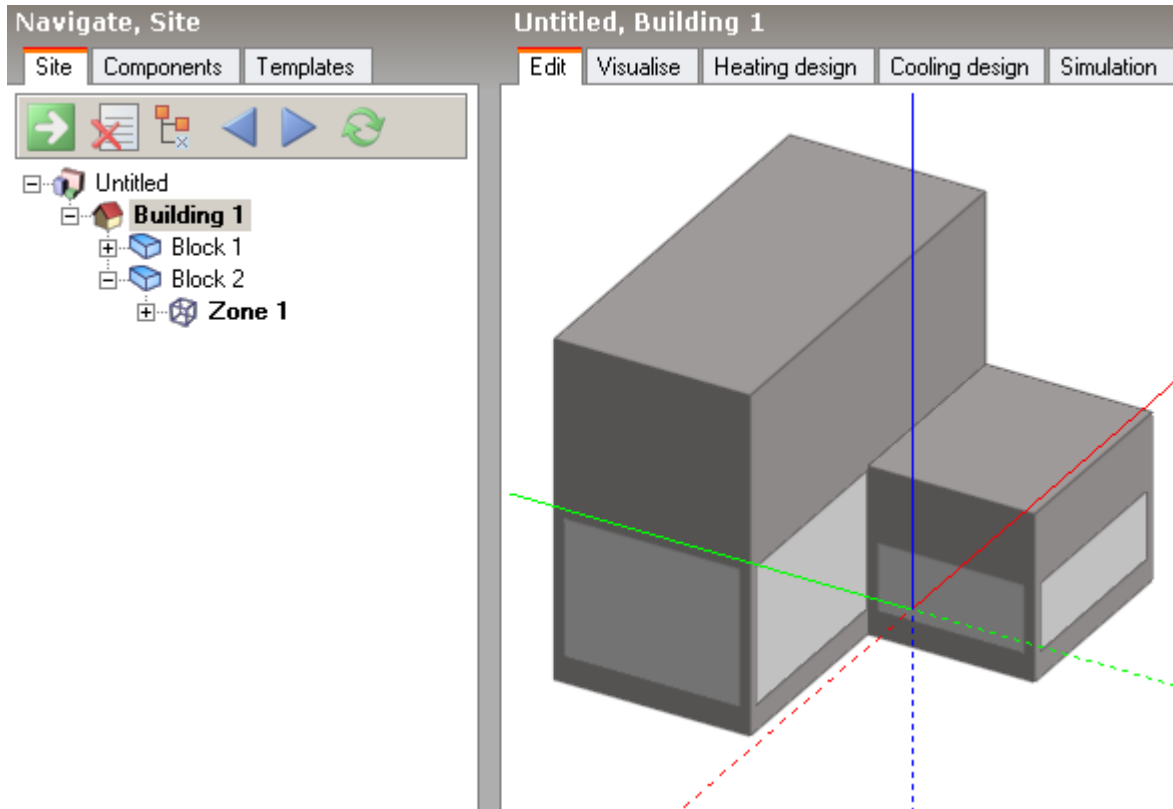 Navigate, Site
Site Components Templates
Untitled
Building 1
Block 1
Block 2
Zone 1
Untitled, Building 1
Edit Visualise Heating design Cooling design Simulation